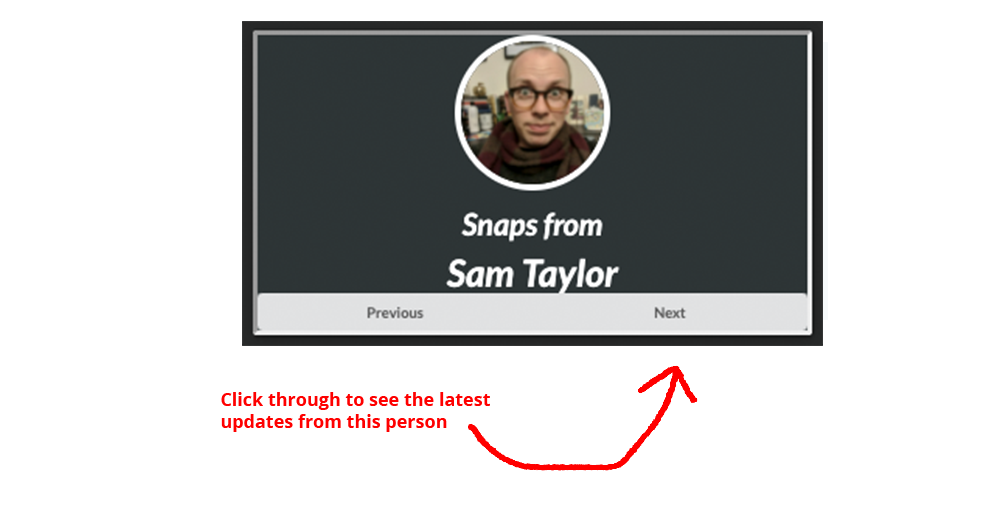 Snaps from
Sam Taylor
Previous Next
Click through to see the latest
updates from this person